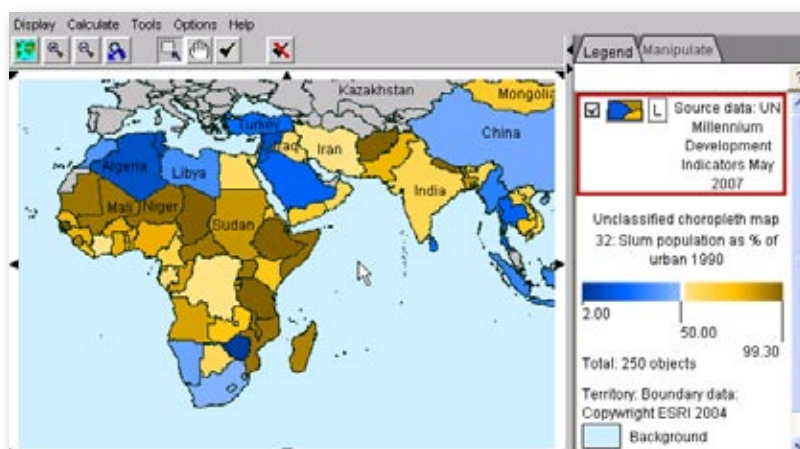 Display Calculate Tools Options Help
Legend Manipulate
Kazakhstan
Mongolia
Turkey
China
Iraq
Iran
Algeria
Libya
India
Mali
Niger
Sudan
L
Source data: UN
Millennium
Development
Indicators May
2007
Unclassified choropleth map
32: Slum population as % of
urban 1990
2.00
50.00
99.30
Total: 250 objects
Territory: Boundary data:
Copywright ESRI 2004
Background